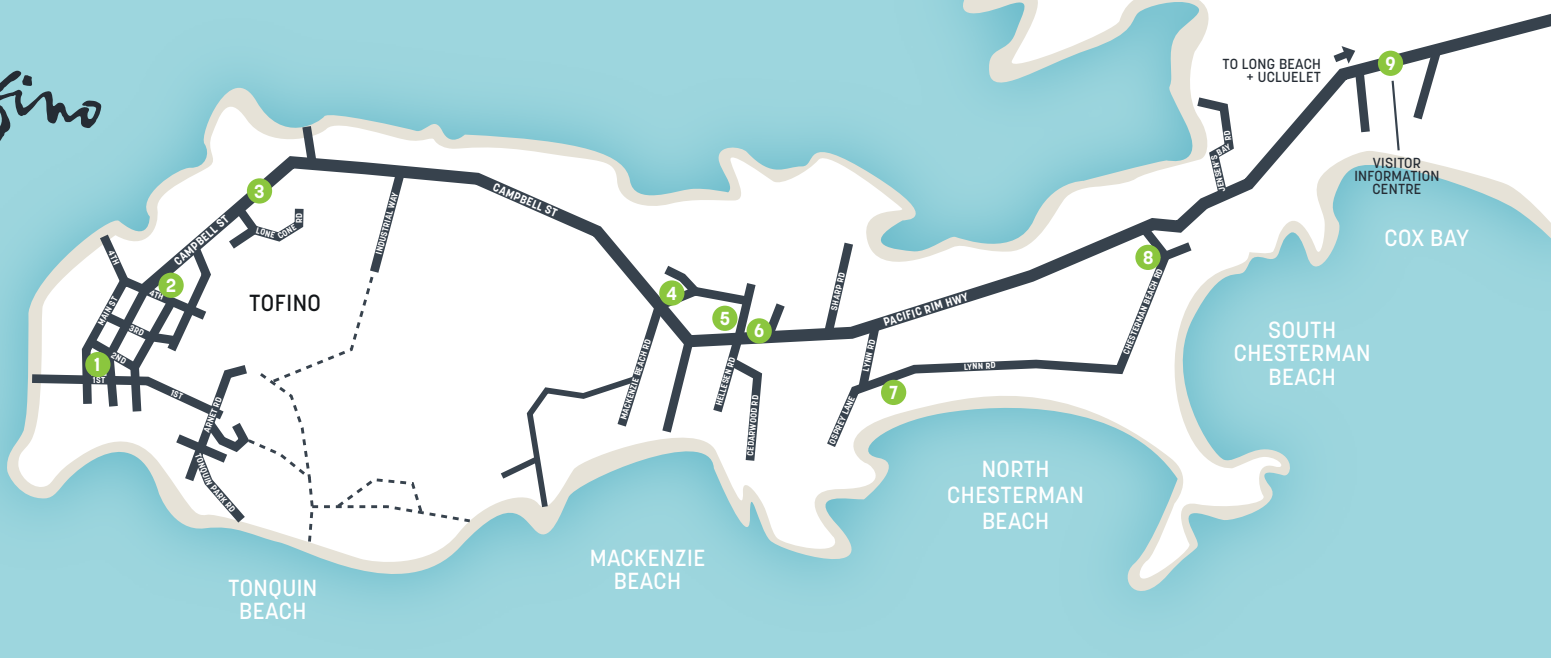 fino
TO LONG BEACH
+ UCLUELET
9
VISITOR
INFORMATION
CENTRE
COX BAY
JENSEN'S
BAY
RD
3
CAMPBELL ST
INDUSTRIAL WAY
LONE CONE
RD
CAMPBELL ST
4TH
2
4TH
MAIN ST
3RD
2ND
1
1ST
1ST
TOFINO
ARNET RD
TONQUIN PARK RD
4
5
6
SHARP RD
MACKENZIE BEACH RD
HELLESEN RD
CEDARWOOD RD
PACIFIC RIM HWY
8
CHESTERMAN BEACH RD
LYNN RD
LYNN RD
7
OSPREY LANE
SOUTH
CHESTERMAN
BEACH
NORTH
CHESTERMAN
BEACH
MACKENZIE
BEACH
TONQUIN
BEACH